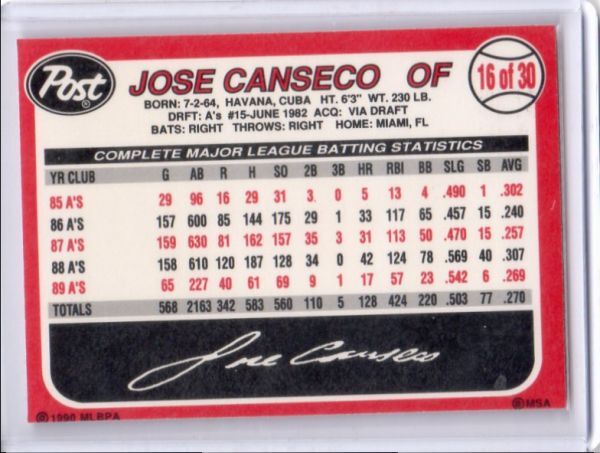 Post®
JOSE CANSECO OF
16 of 30
BORN: 7-2-64, HAVANA, CUBA HT. 6'3" WT. 230 LB.
DRFT: A's #15-JUNE 1982 ACQ: VIA DRAFT
BATS: RIGHT THROWS: RIGHT HOME: MIAMI, FL
COMPLETE MAJOR LEAGUE BATTING STATISTICS
YR CLUB G AB R H SO 2B 3B HR RBI BB SLG SB AVG
85 A'S 29 96 16 29 31 3 0 5 13 4 .490 1 .302
86 A'S 157 600 85 144 175 29 1 33 117 65 .457 15 .240
87 A'S 159 630 81 162 157 35 3 31 113 50 .470 15 .257
88 A'S 158 610 120 187 128 34 0 42 124 78 .569 40 .307
89 A'S 65 227 40 61 69 9 1 17 57 23 .542 6 .269
TOTALS 568 2163 342 583 560 110 5 128 424 220 .503 77 .270
Jose Canseco
© 1990 MLBPA
® MSA